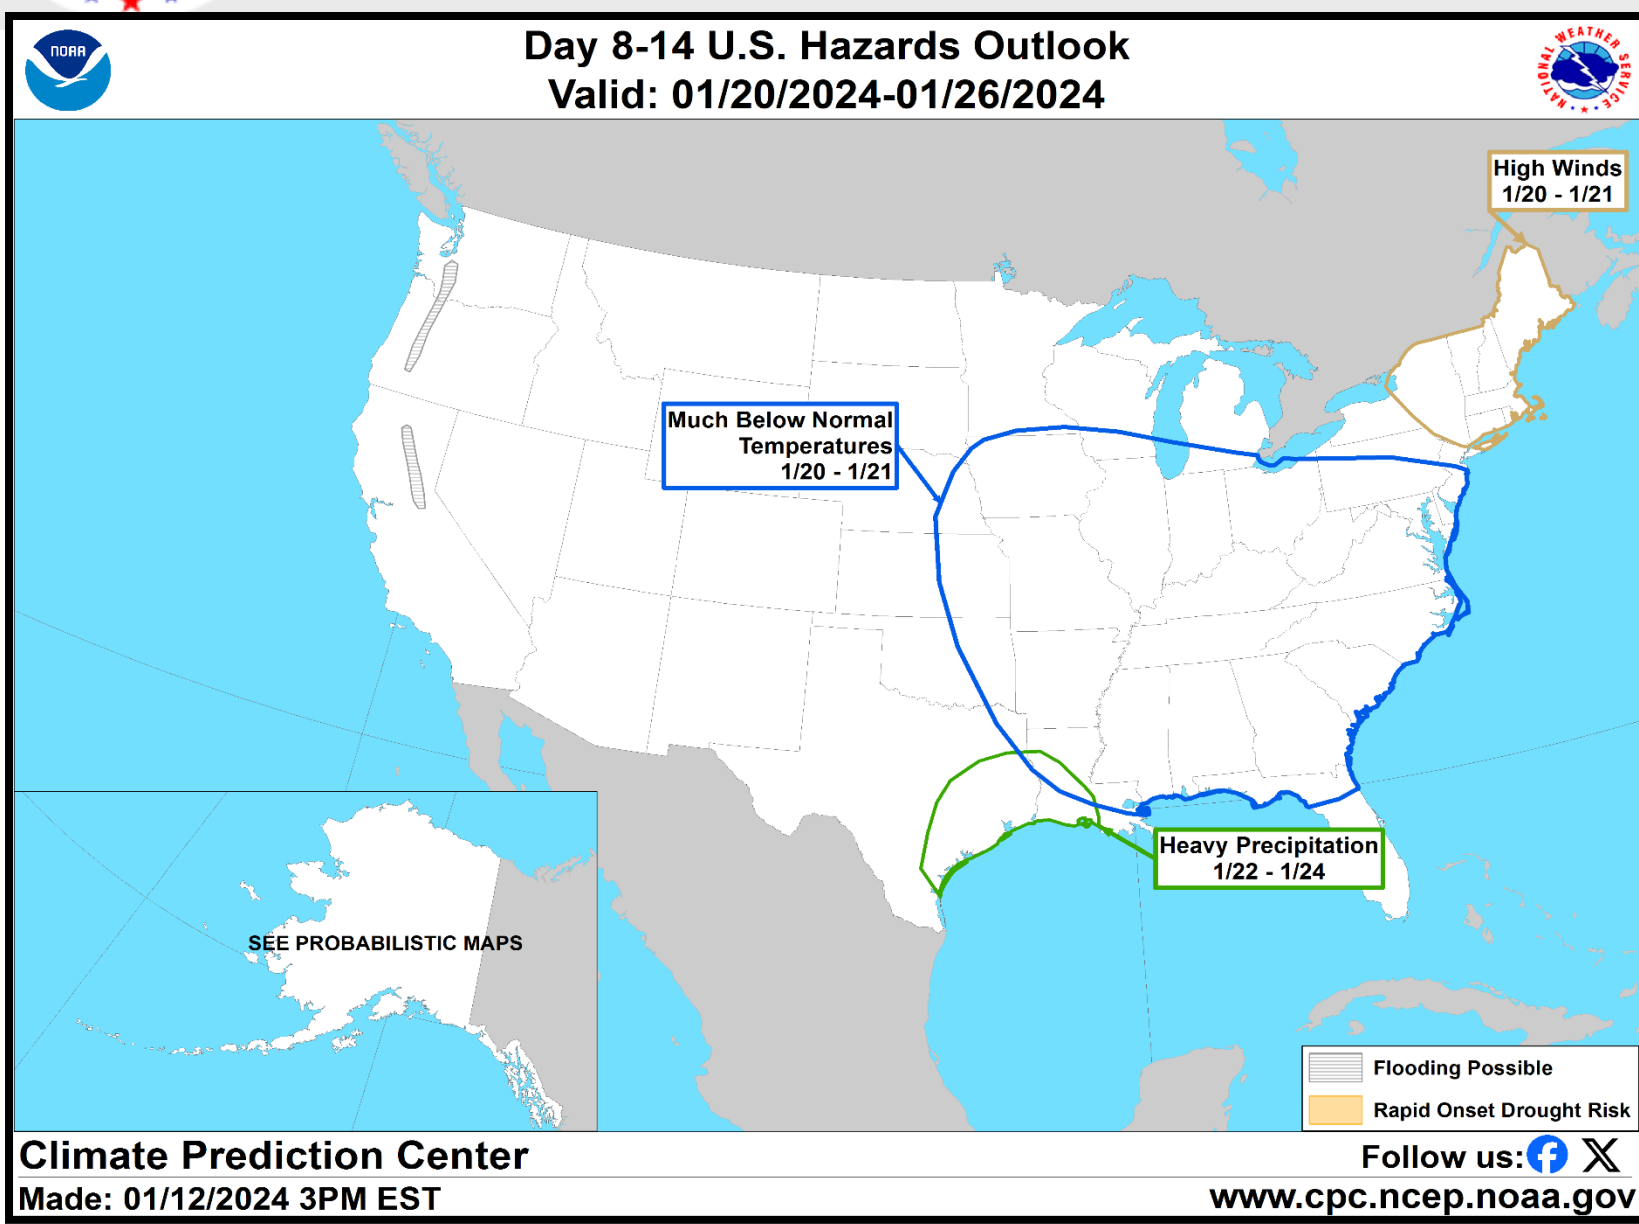 NOAA
Day 8-14 U.S. Hazards Outlook
Valid: 01/20/2024-01/26/2024
NATIONAL WEATHER SERVICE
High Winds
1/20 - 1/21
Much Below Normal
Temperatures
1/20 - 1/21
Heavy Precipitation
1/22 - 1/24
SEE PROBABILISTIC MAPS
Flooding Possible
Rapid Onset Drought Risk
Climate Prediction Center
Follow us:
Made: 01/12/2024 3PM EST
www.cpc.ncep.noaa.gov